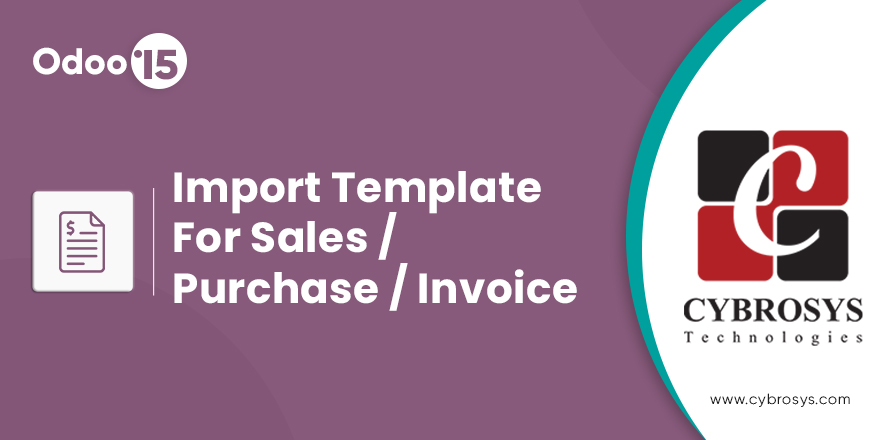 Odoo 15
Import Template
For Sales /
Purchase / Invoice
$
C
CYBROSYS
Technologies
www.cybrosys.com